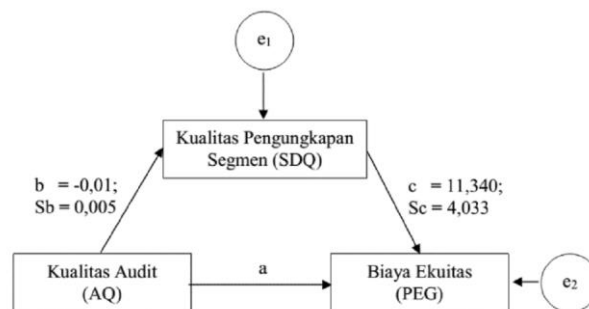 e1
Kualitas Pengungkapan
Segmen (SDQ)
b = -0,01;
Sb = 0,005
c = 11,340;
Sc = 4,033
Kualitas Audit
(AQ)
a
Biaya Ekuitas
(PEG)
e2